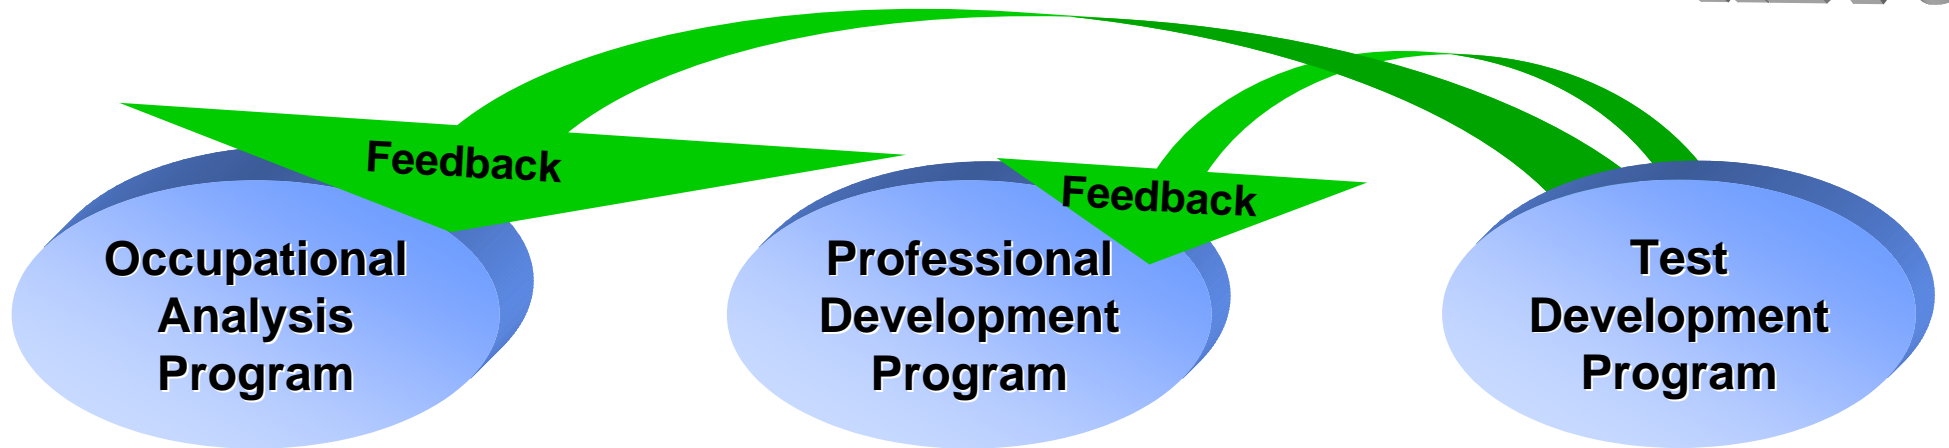 Feedback
Feedback
Occupational
Analysis
Program
Professional
Development
Program
Test
Development
Program